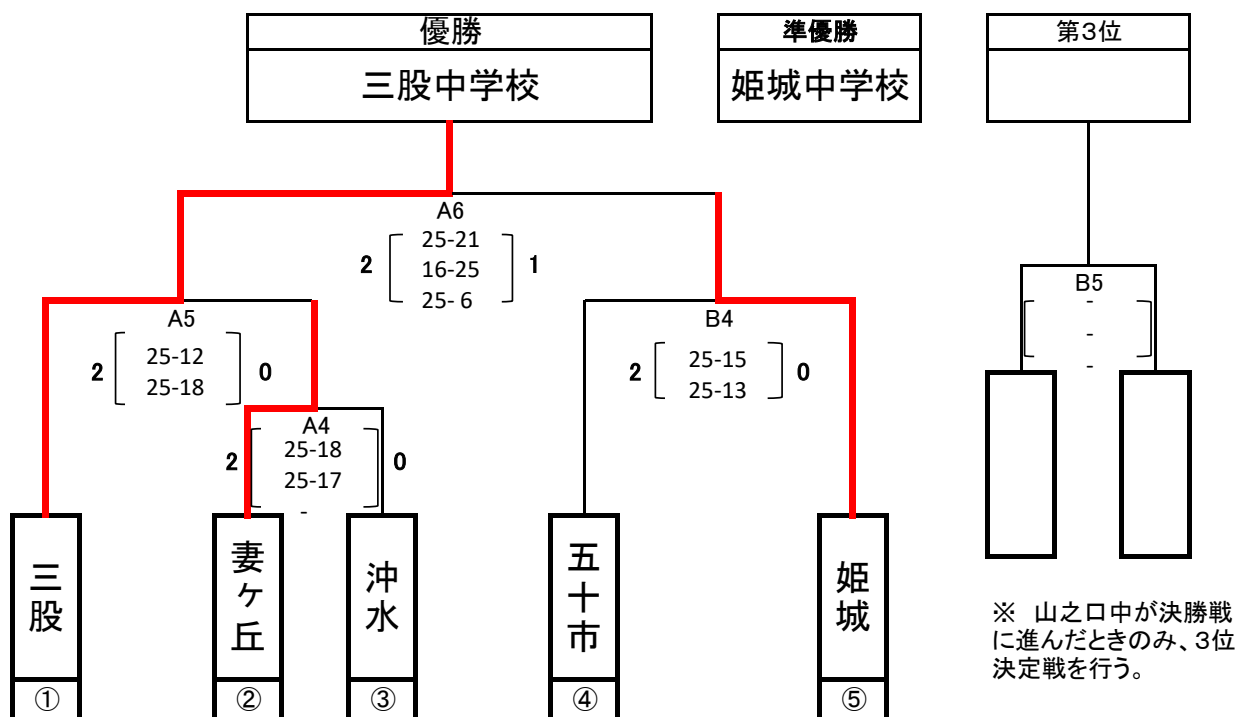 優勝
三股中学校
準優勝
姫城中学校
第3位
A6
2
25-21
16-25
25- 6
1
A5
2
25-12
25-18
0
B4
2
25-15
25-13
0
B5
-
-
-
A4
2
25-18
25-17
-
0
三股
①
妻ケ丘
②
沖水
③
五十市
④
姫城
⑤
※ 山之口中が決勝戦
に進んだときのみ、3位
決定戦を行う。